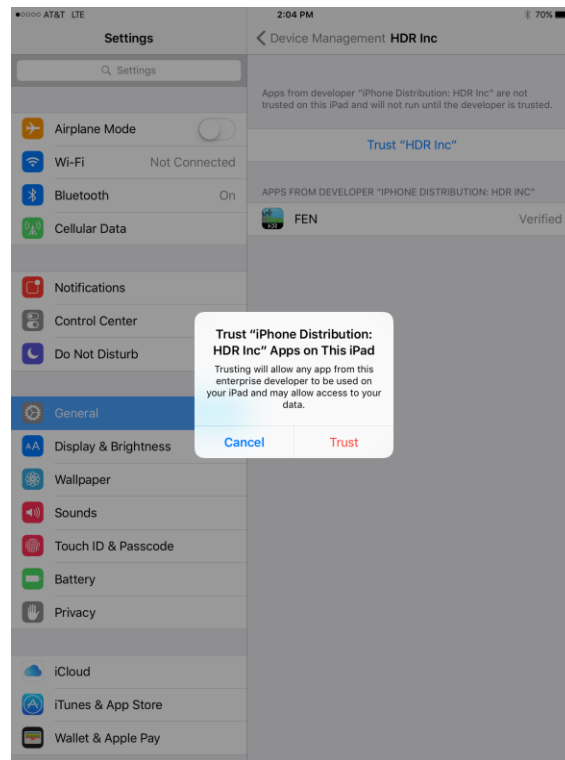 AT&T LTE
2:04 PM
70%
Settings
Device Management HDR Inc
Settings
Apps from developer "iPhone Distribution: HDR Inc" are not
trusted on this iPad and will not run until the developer is trusted.
Airplane Mode
Trust "HDR Inc"
Wi-Fi Not Connected
Bluetooth On
APPS FROM DEVELOPER "IPHONE DISTRIBUTION: HDR INC"
Cellular Data
HDR
FEN Verified
Notifications
Control Center
Do Not Disturb
Trust "iPhone Distribution:
HDR Inc" Apps on This iPad
Trusting will allow any app from this
enterprise developer to be used on
your iPad and may allow access to your
data.
Cancel Trust
General
AA Display & Brightness
Wallpaper
Sounds
Touch ID & Passcode
Battery
Privacy
iCloud
iTunes & App Store
Wallet & Apple Pay